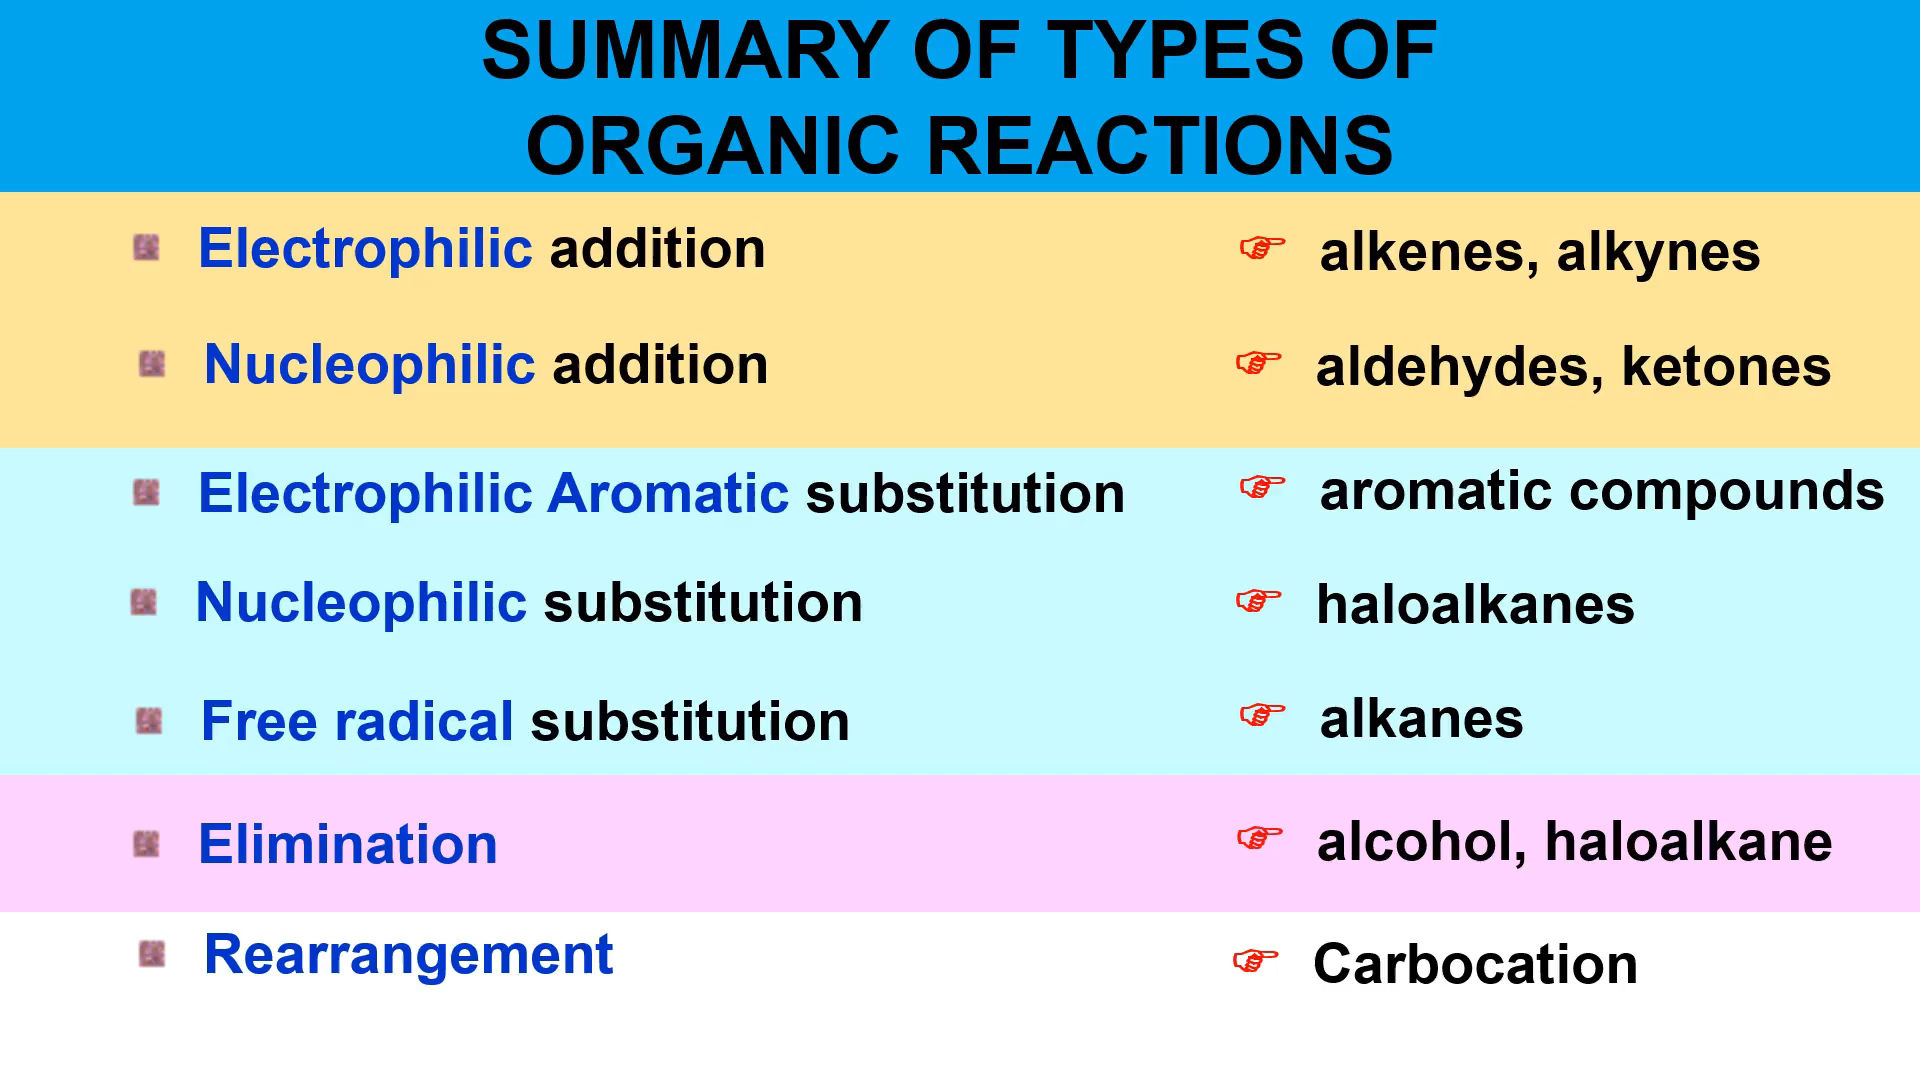 SUMMARY OF TYPES OF
ORGANIC REACTIONS
Electrophilic addition
alkenes, alkynes
Nucleophilic addition
aldehydes, ketones
Electrophilic Aromatic substitution
aromatic compounds
Nucleophilic substitution
haloalkanes
Free radical substitution
alkanes
Elimination
alcohol, haloalkane
Rearrangement
Carbocation